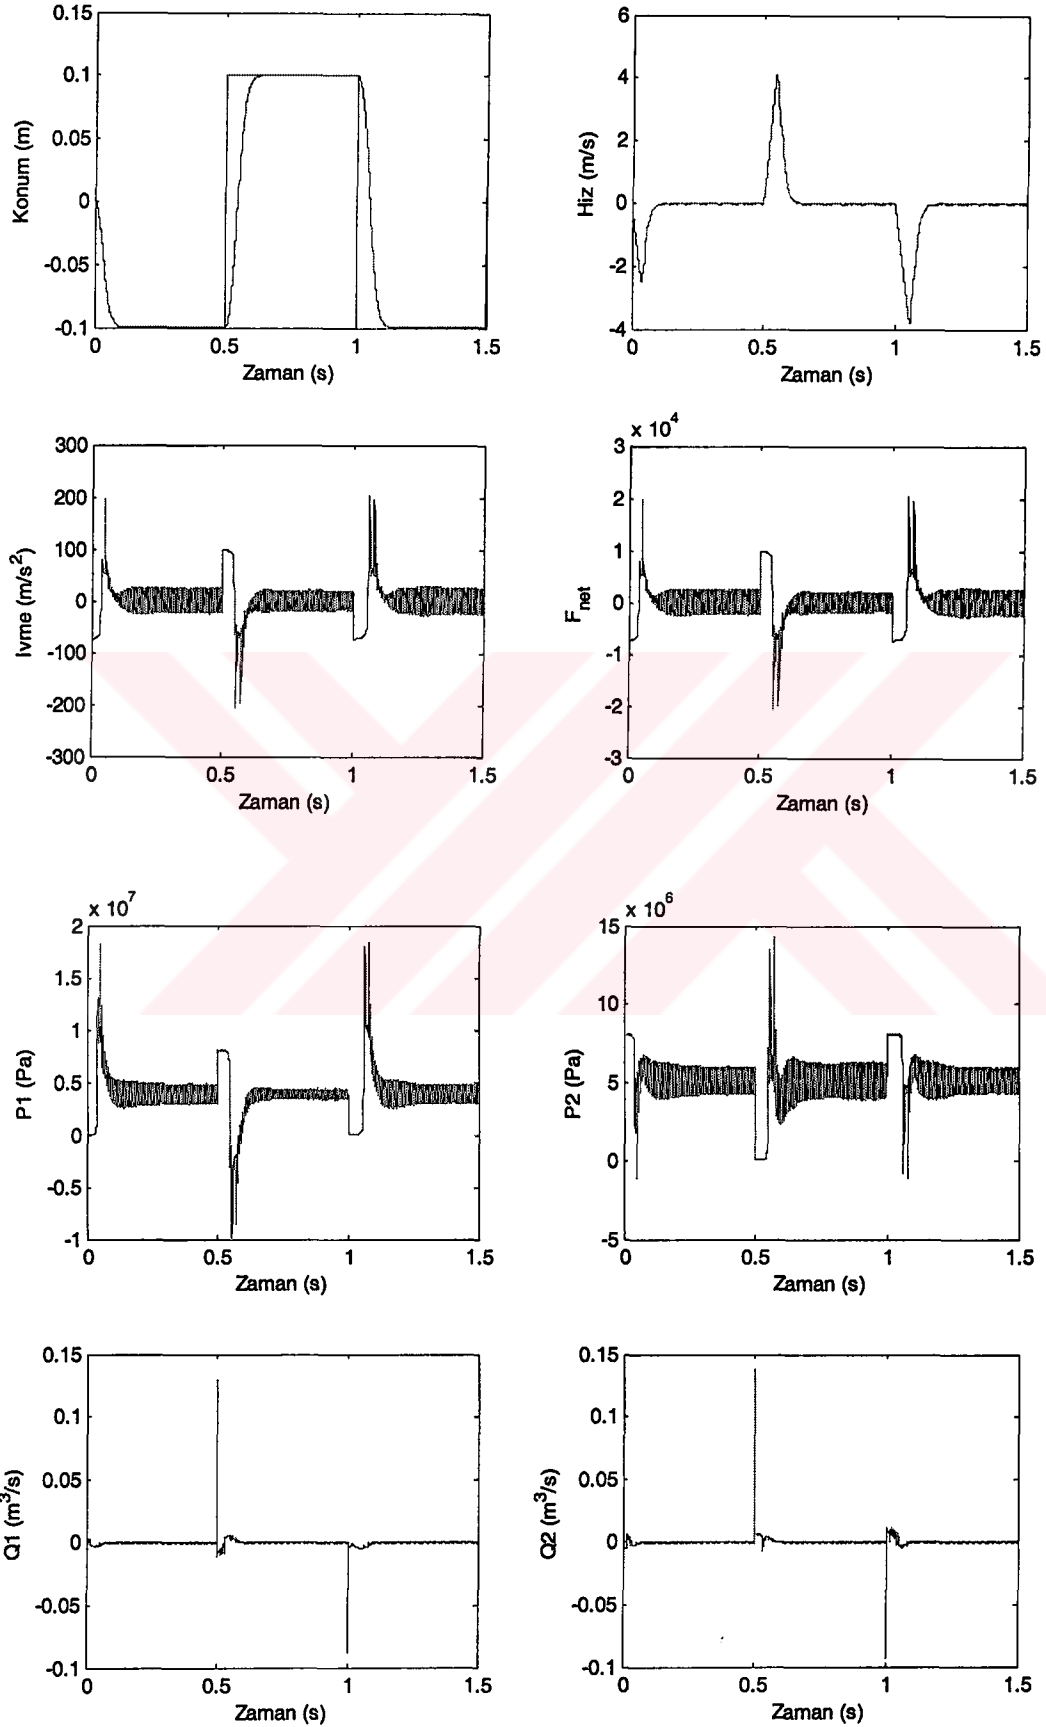 0.15
0.1
0.05
0
-0.05
-0.1
Konum (m)
0 0.5 1 1.5
Zaman (s)
6
4
2
0
-2
-4
Hiz (m/s)
0 0.5 1 1.5
Zaman (s)
300
200
100
0
-100
-200
-300
Ivme (m/s²)
0 0.5 1 1.5
Zaman (s)
x 10⁴
3
2
1
0
-1
-2
-3
Fnet
0 0.5 1 1.5
Zaman (s)
x 10⁷
2
1.5
1
0.5
0
-0.5
-1
P1 (Pa)
0 0.5 1 1.5
Zaman (s)
x 10⁶
15
10
5
0
-5
P2 (Pa)
0 0.5 1 1.5
Zaman (s)
0.15
0.1
0.05
0
-0.05
-0.1
Q1 (m³/s)
0 0.5 1 1.5
Zaman (s)
0.15
0.1
0.05
0
-0.05
-0.1
Q2 (m³/s)
0 0.5 1 1.5
Zaman (s)